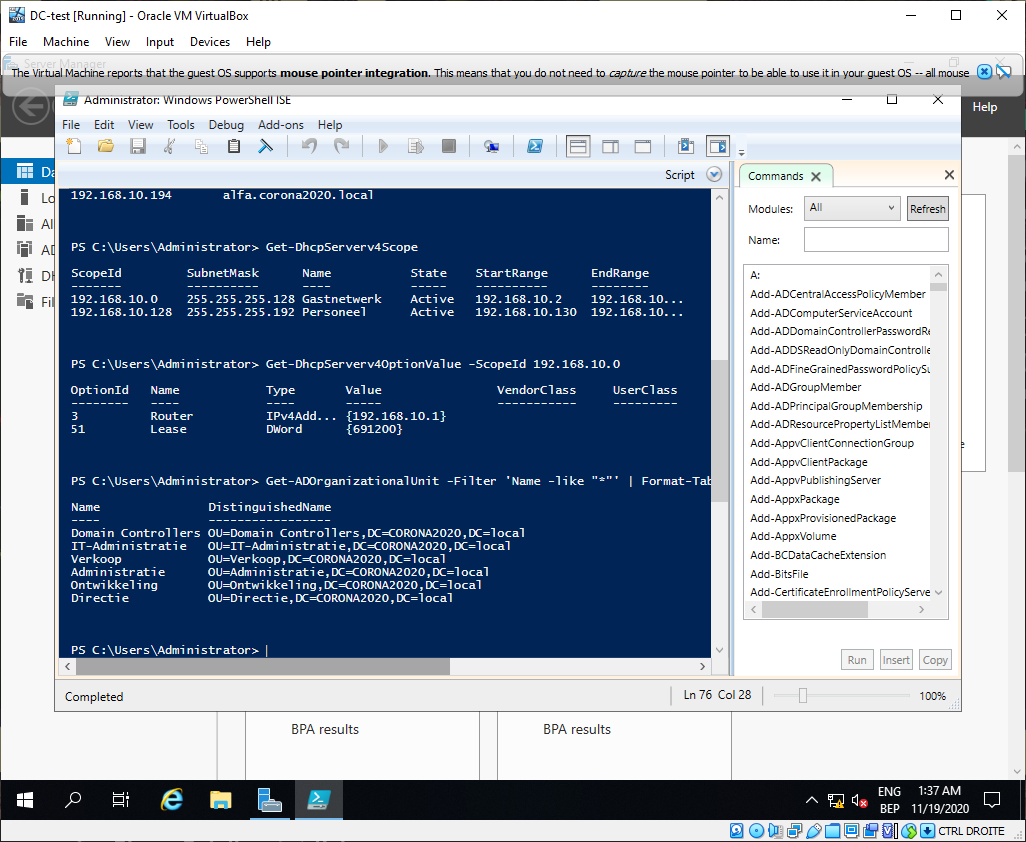 DC-test [Running] - Oracle VM VirtualBox
File Machine View Input Devices Help
Server Manager
The Virtual Machine reports that the guest OS supports mouse pointer integration. This means that you do not need to capture the mouse pointer to be able to use it in your guest OS -- all mouse
Administrator: Windows PowerShell ISE
Help
File Edit View Tools Debug Add-ons Help
Script
Commands
Modules: All Refresh
Name:
192.168.10.194 alfa.corona2020.local
PS C:\Users\Administrator> Get-DhcpServerv4Scope
ScopeId SubnetMask Name State StartRange EndRange
------- ---------- ---- ----- ---------- --------
192.168.10.0 255.255.255.128 Gastnetwerk Active 192.168.10.2 192.168.10...
192.168.10.128 255.255.255.192 Personeel Active 192.168.10.130 192.168.10...
PS C:\Users\Administrator> Get-DhcpServerv4OptionValue -ScopeId 192.168.10.0
OptionId Name Type Value VendorClass UserClass
-------- ---- ---- ----- ----------- ---------
3 Router IPv4Add... {192.168.10.1}
51 Lease DWord {691200}
PS C:\Users\Administrator> Get-ADOrganizationalUnit -Filter 'Name -like "*"' | Format-Tab
Name DistinguishedName
---- -----------------
Domain Controllers OU=Domain Controllers,DC=CORONA2020,DC=local
IT-Administratie OU=IT-Administratie,DC=CORONA2020,DC=local
Verkoop OU=Verkoop,DC=CORONA2020,DC=local
Administratie OU=Administratie,DC=CORONA2020,DC=local
Ontwikkeling OU=Ontwikkeling,DC=CORONA2020,DC=local
Directie OU=Directie,DC=CORONA2020,DC=local
PS C:\Users\Administrator>
A:
Add-ADCentralAccessPolicyMember
Add-ADComputerServiceAccount
Add-ADDomainControllerPasswordRe
Add-ADDSReadOnlyDomainControlle
Add-ADFineGrainedPasswordPolicySu
Add-ADGroupMember
Add-ADPrincipalGroupMembership
Add-ADResourcePropertyListMember
Add-AppvClientConnectionGroup
Add-AppvClientPackage
Add-AppvPublishingServer
Add-AppxPackage
Add-AppxProvisionedPackage
Add-AppxVolume
Add-BCDataCacheExtension
Add-BitsFile
Add-CertificateEnrollmentPolicyServe
Run Insert Copy
Da
Lo
Al
AD
DH
Fil
e
Completed Ln 76 Col 28 100%
BPA results BPA results
ENG 1:37 AM
BEP 11/19/2020
CTRL DROITE